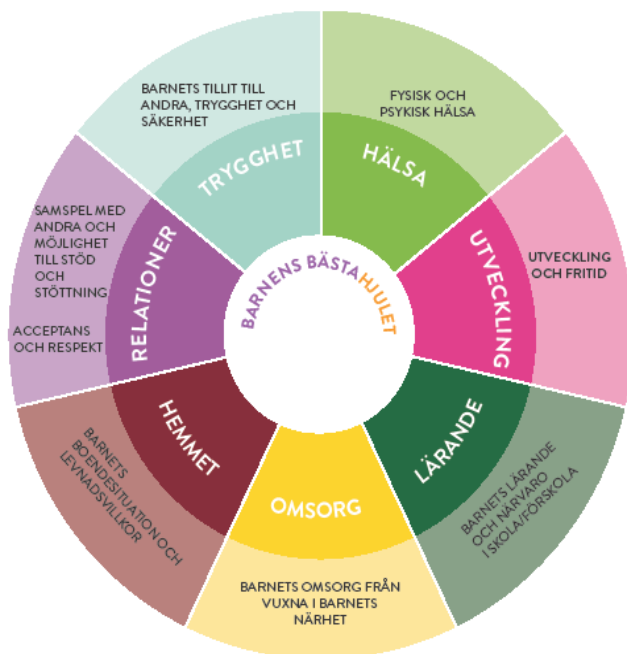 BARNENS BÄSTAHJULET
TRYGGHET
BARNETS TILLIT TILL
ANDRA, TRYGGHET OCH
SÄKERHET
HÄLSA
FYSISK OCH
PSYKISK HÄLSA
UTVECKLING
UTVECKLING
OCH FRITID
LÄRANDE
BARNETS LÄRANDE
OCH NÄRVARO
I SKOLA/FÖRSKOLA
OMSORG
BARNETS OMSORG FRÅN
VUXNA I BARNETS
NÄRHET
HEMMET
BARNETS
BOENDESITUATION OCH
LEVNADSVILLKOR
RELATIONER
SAMSPEL MED
ANDRA OCH
MÖJLIGHET
TILL STÖD
OCH
STÖTTNING
ACCEPTANS
OCH RESPEKT